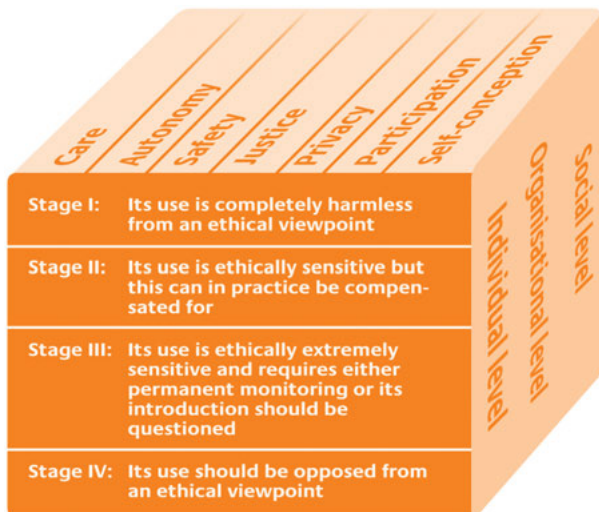 Care
Autonomy
Safety
Justice
Privacy
Participation
Self-conception
Stage I: Its use is completely harmless
from an ethical viewpoint
Stage II: Its use is ethically sensitive but
this can in practice be compen-
sated for
Stage III: Its use is ethically extremely
sensitive and requires either
permanent monitoring or its
introduction should be
questioned
Stage IV: Its use should be opposed from
an ethical viewpoint
Individual level
Organisational level
Social level